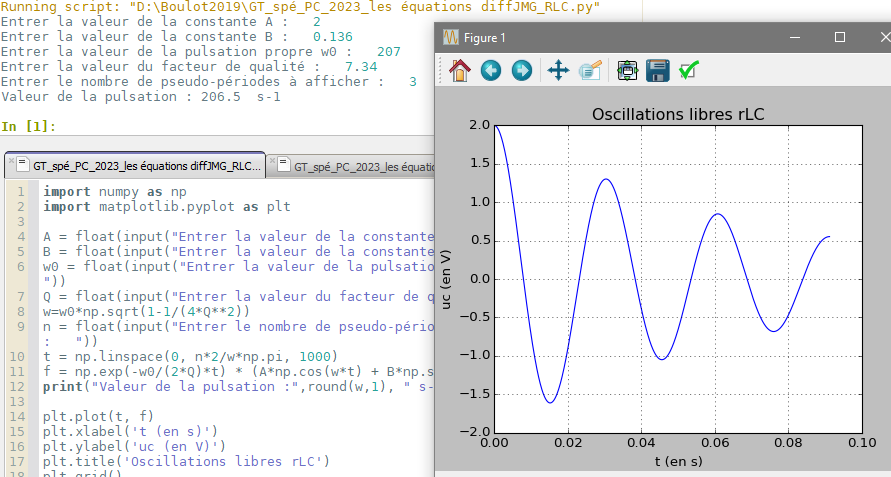 Running script: "D:\Boulot2019\GT_spé_PC_2023_les équations diffJMG_RLC.py"
Entrer la valeur de la constante A :   2
Entrer la valeur de la constante B :   0.136
Entrer la valeur de la pulsation propre w0 :   207
Entrer la valeur du facteur de qualité :   7.34
Entrer le nombre de pseudo-périodes à afficher :   3
Valeur de la pulsation : 206.5  s-1
In [1]:
GT_spé_PC_2023_les équations diffJMG_RLC...
GT_spé_PC_2023_les équatio
1 import numpy as np
2 import matplotlib.pyplot as plt
3
4 A = float(input("Entrer la valeur de la constante
5 B = float(input("Entrer la valeur de la constante
6 w0 = float(input("Entrer la valeur de la pulsatio
"))
7 Q = float(input("Entrer la valeur du facteur de q
8 w=w0*np.sqrt(1-1/(4*Q**2))
9 n = float(input("Entrer le nombre de pseudo-pério
:   "))
10 t = np.linspace(0, n*2/w*np.pi, 1000)
11 f = np.exp(-w0/(2*Q)*t) * (A*np.cos(w*t) + B*np.s
12 print("Valeur de la pulsation :",round(w,1), " s-
13
14 plt.plot(t, f)
15 plt.xlabel('t (en s)')
16 plt.ylabel('uc (en V)')
17 plt.title('Oscillations libres rLC')
18 plt.grid()
Figure 1
Oscillations libres rLC
uc (en V)
2.0
1.5
1.0
0.5
0.0
−0.5
−1.0
−1.5
−2.0
0.00 0.02 0.04 0.06 0.08 0.10
t (en s)